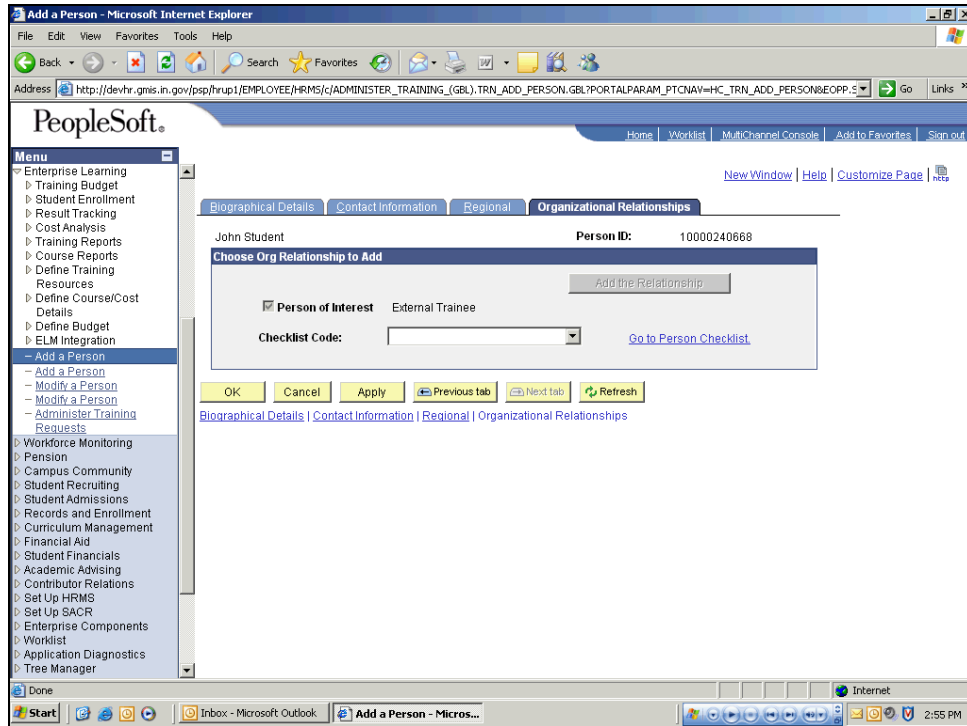 Add a Person - Microsoft Internet Explorer
File Edit View Favorites Tools Help
Back Search Favorites
Address http://devhr.gmis.in.gov/psp/hrup1/EMPLOYEE/HRMS/c/ADMINISTER_TRAINING_(GBL).TRN_ADD_PERSON.GBL?PORTALPARAM_PTCNAV=HC_TRN_ADD_PERSON&EOPP.S Go Links »
PeopleSoft®
Home | Worklist | MultiChannel Console | Add to Favorites | Sign out
Menu
Enterprise Learning
Training Budget
Student Enrollment
Result Tracking
Cost Analysis
Training Reports
Course Reports
Define Training
Resources
Define Course/Cost
Details
Define Budget
ELM Integration
– Add a Person
– Add a Person
– Modify a Person
– Modify a Person
– Administer Training
Requests
Workforce Monitoring
Pension
Campus Community
Student Recruiting
Student Admissions
Records and Enrollment
Curriculum Management
Financial Aid
Student Financials
Academic Advising
Contributor Relations
Set Up HRMS
Set Up SACR
Enterprise Components
Worklist
Application Diagnostics
Tree Manager
New Window | Help | Customize Page | http
Biographical Details Contact Information Regional Organizational Relationships
John Student Person ID: 10000240668
Choose Org Relationship to Add
Add the Relationship
Person of Interest External Trainee
Checklist Code: Go to Person Checklist.
OK Cancel Apply Previous tab Next tab Refresh
Biographical Details | Contact Information | Regional | Organizational Relationships
Done Internet
Start Inbox - Microsoft Outlook Add a Person - Micros... 2:55 PM